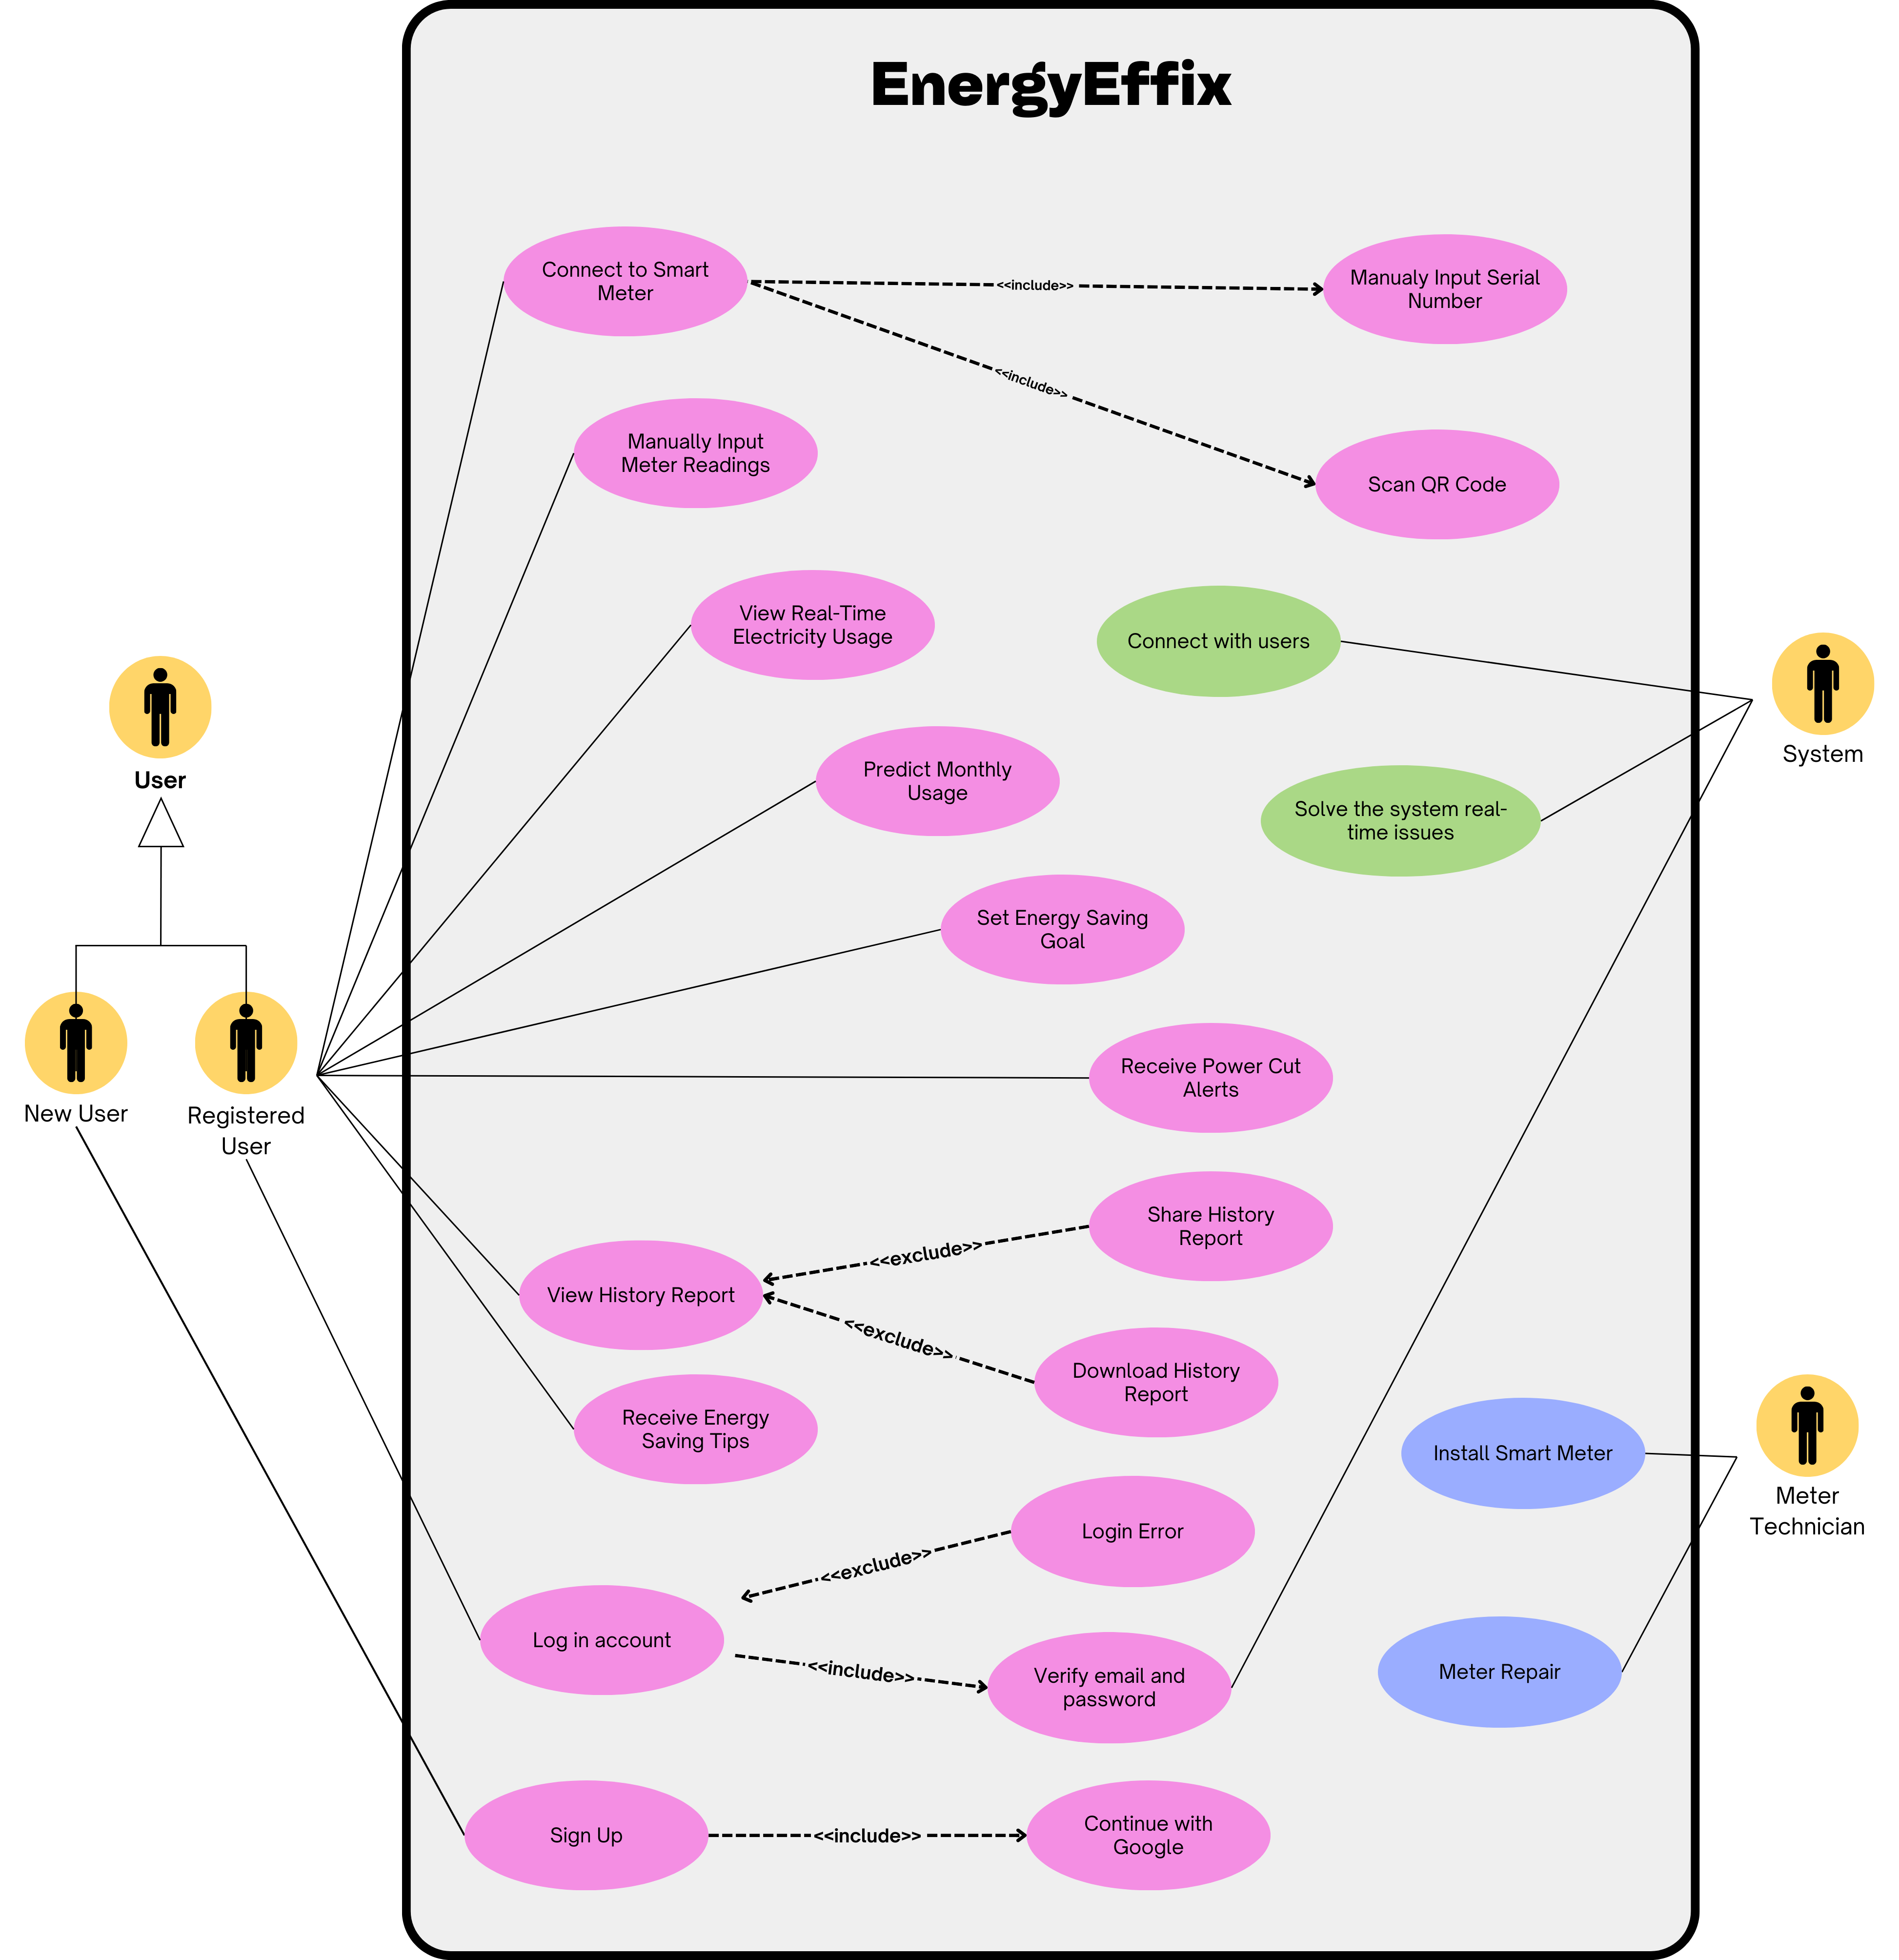 EnergyEffix
Connect to Smart
Meter
<<include>>
Manualy Input Serial
Number
<<include>>
Scan QR Code
Manually Input
Meter Readings
View Real-Time
Electricity Usage
Connect with users
System
User
Predict Monthly
Usage
Solve the system real-
time issues
Set Energy Saving
Goal
New User
Registered
User
Receive Power Cut
Alerts
Share History
Report
<<exclude>>
View History Report
<<exclude>>
Download History
Report
Receive Energy
Saving Tips
Install Smart Meter
Meter
Technician
Login Error
<<exclude>>
Log in account
<<include>>
Verify email and
password
Meter Repair
Sign Up
<<include>>
Continue with
Google